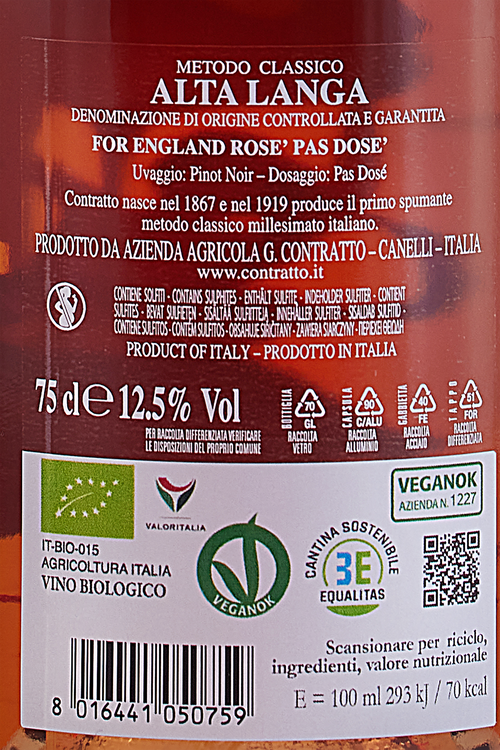 METODO CLASSICO
ALTA LANGA
DENOMINAZIONE DI ORIGINE CONTROLLATA E GARANTITA
FOR ENGLAND ROSE' PAS DOSE'
Uvaggio: Pinot Noir – Dosaggio: Pas Dosé
Contratto nasce nel 1867 e nel 1919 produce il primo spumante
metodo classico millesimato italiano.
PRODOTTO DA AZIENDA AGRICOLA G. CONTRATTO – CANELLI – ITALIA
www.contratto.it
CONTIENE SOLFITI - CONTAINS SULPHITES - ENTHÄLT SULFITE - INDEHOLDER SULFITER - CONTIENT
SULFITES - BEVAT SULFIETEN - SISÄLTÄÄ SULFIITTEJA - INNEHÅLLER SULFITER - SISALDAB SULFITID -
CONTIENE SULFITOS - CONTÉM SULFITOS - OBSAHUJE SIŘIČITANY - ZAWIERA SIARCZYNY - ΠΕΡΙΕΧΕΙ ΘΕΙΩΔΗ
PRODUCT OF ITALY – PRODOTTO IN ITALIA
75 cl ℮ 12.5% Vol
PER RACCOLTA DIFFERENZIATA VERIFICARE
LE DISPOSIZIONI DEL PROPRIO COMUNE
BOTTIGLIA
70
GL
RACCOLTA
VETRO
CAPSULA
90
C/ALU
RACCOLTA
ALLUMINIO
GABBIETTA
40
FE
RACCOLTA
ACCIAIO
TAPPO
51
FOR
RACCOLTA
DIFFERENZIATA
VALORITALIA
VEGANOK
AZIENDA N. 1227
IT-BIO-015
AGRICOLTURA ITALIA
VINO BIOLOGICO
VEGANOK
CANTINA SOSTENIBILE
3E
EQUALITAS
Scansionare per riciclo,
ingredienti, valore nutrizionale
E = 100 ml 293 kJ / 70 kcal
8 016441 050759